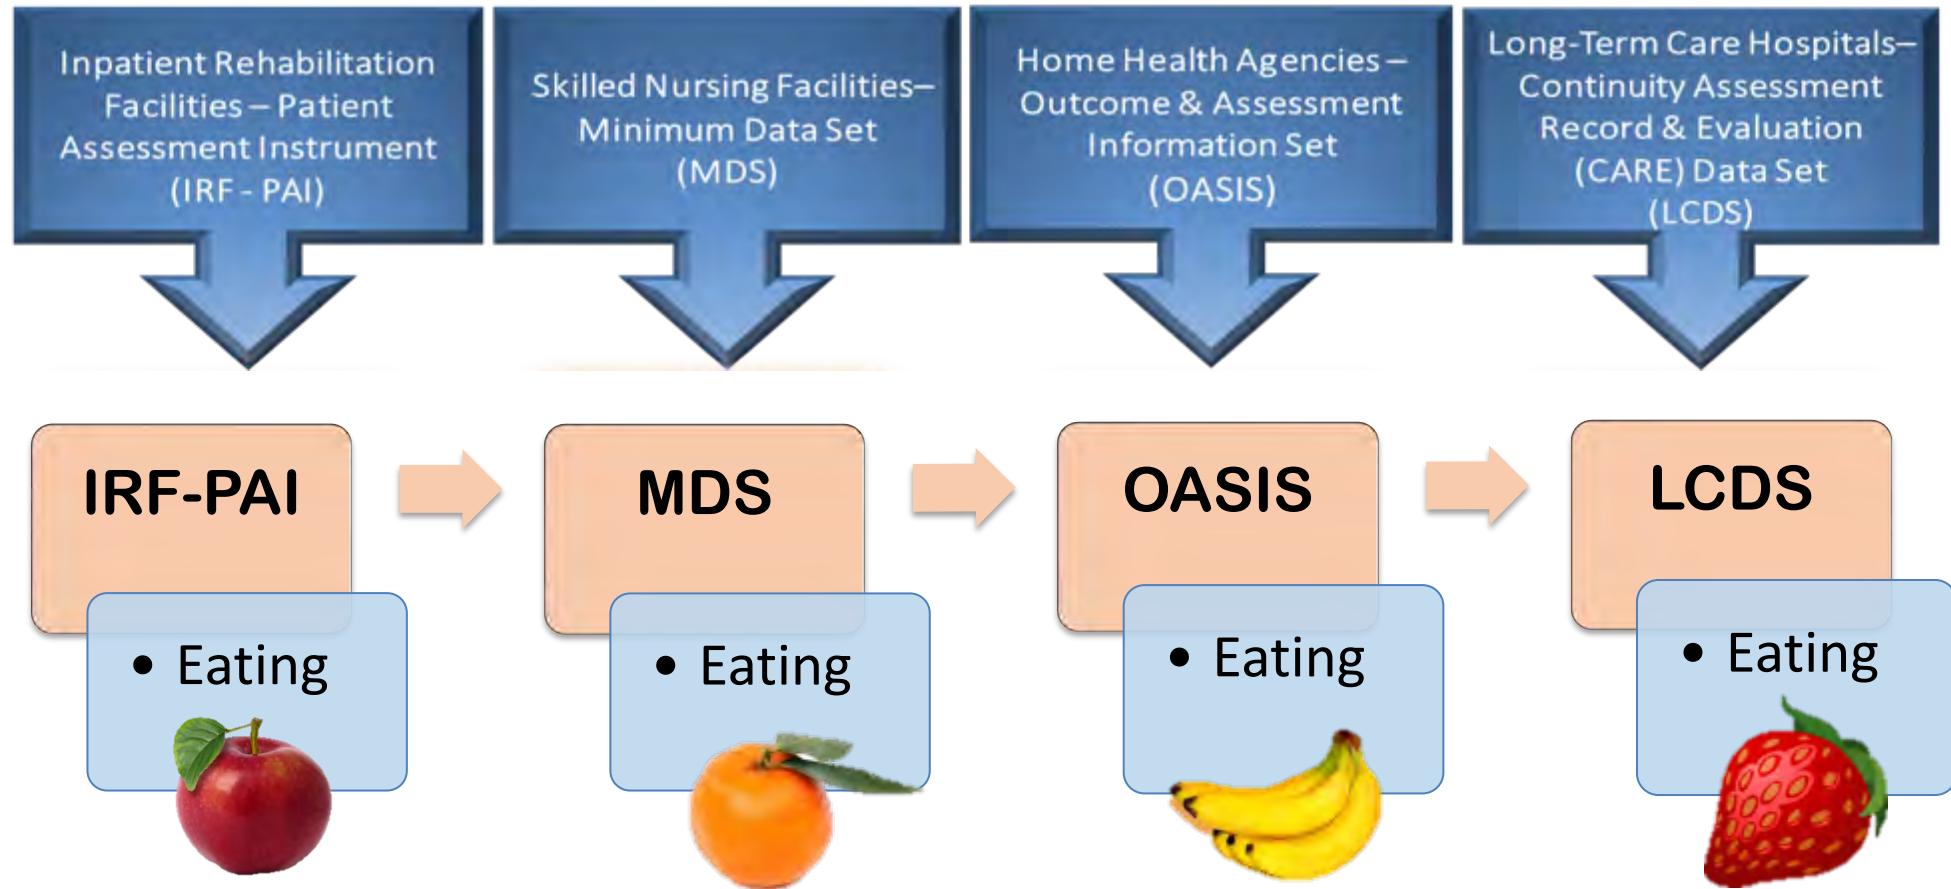 Inpatient Rehabilitation
Facilities – Patient
Assessment Instrument
(IRF - PAI)
Skilled Nursing Facilities–
Minimum Data Set
(MDS)
Home Health Agencies –
Outcome & Assessment
Information Set
(OASIS)
Long-Term Care Hospitals–
Continuity Assessment
Record & Evaluation
(CARE) Data Set
(LCDS)
IRF-PAI
MDS
OASIS
LCDS
• Eating
• Eating
• Eating
• Eating